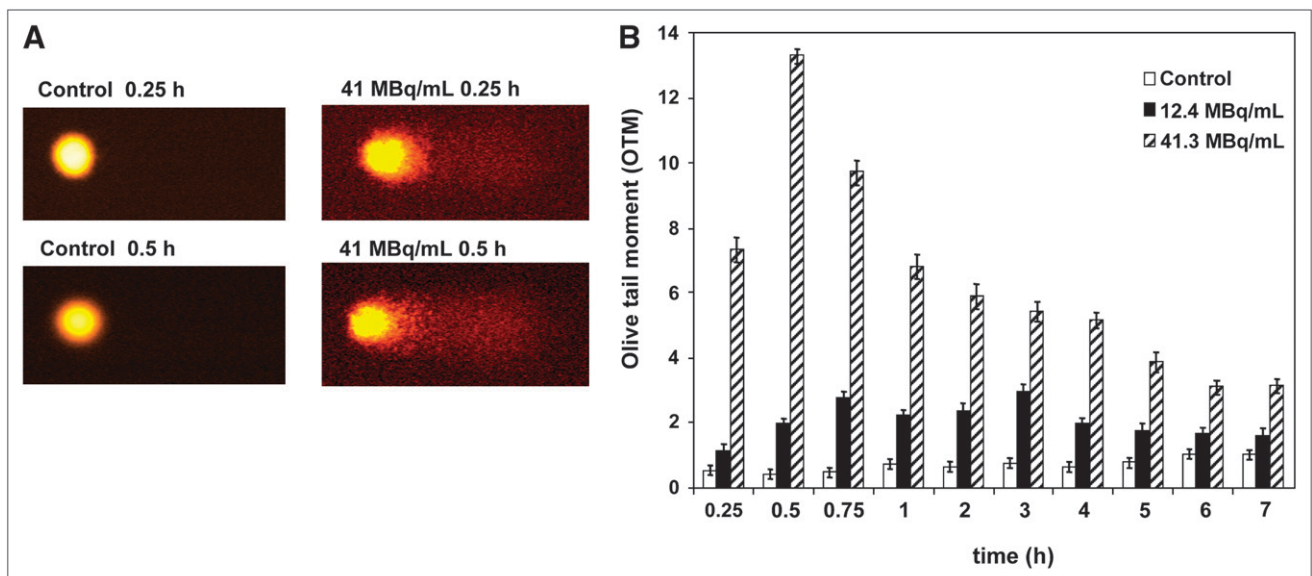 A
Control 0.25 h
41 MBq/mL 0.25 h
Control 0.5 h
41 MBq/mL 0.5 h
B
Olive tail moment (OTM)
14
12
10
8
6
4
2
0
Control
12.4 MBq/mL
41.3 MBq/mL
0.25 0.5 0.75 1 2 3 4 5 6 7
time (h)